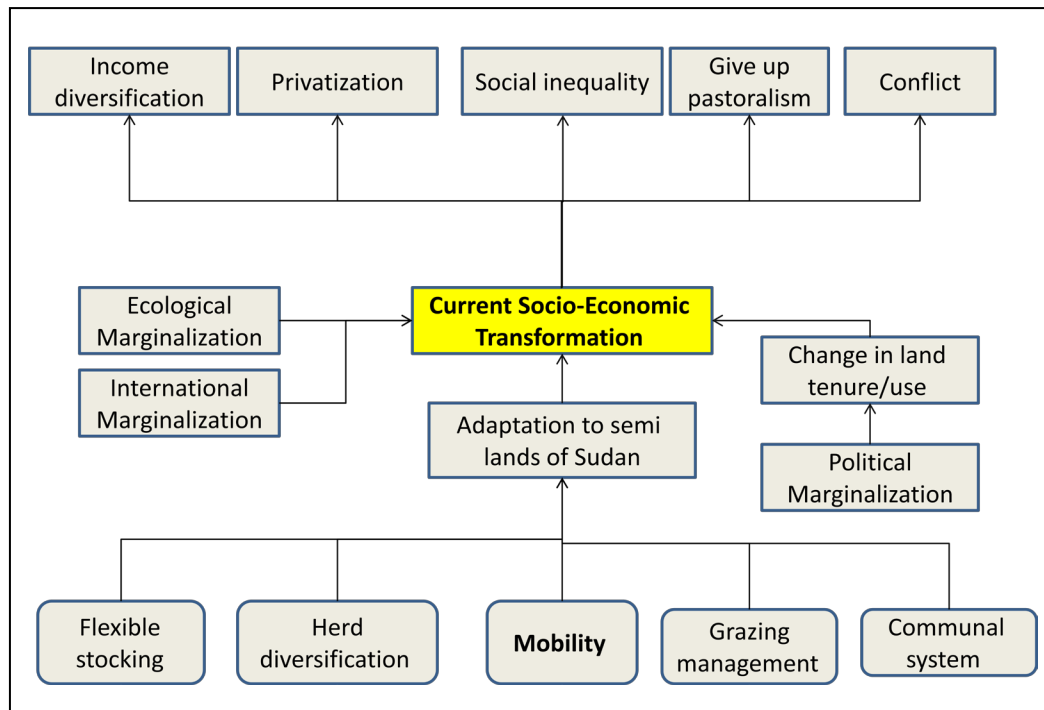 Income
diversification
Privatization
Social inequality
Give up
pastoralism
Conflict
Ecological
Marginalization
International
Marginalization
Current Socio-Economic
Transformation
Change in land
tenure/use
Adaptation to semi
lands of Sudan
Political
Marginalization
Flexible
stocking
Herd
diversification
Mobility
Grazing
management
Communal
system